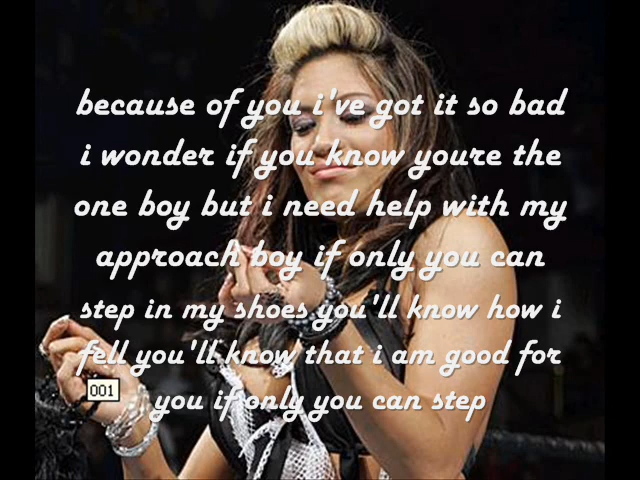 because of you i've got it so bad
i wonder if you know youre the
one boy but i need help with my
approach boy if only you can
step in my shoes you'll know how i
fell you'll know that i am good for
you if only you can step
001